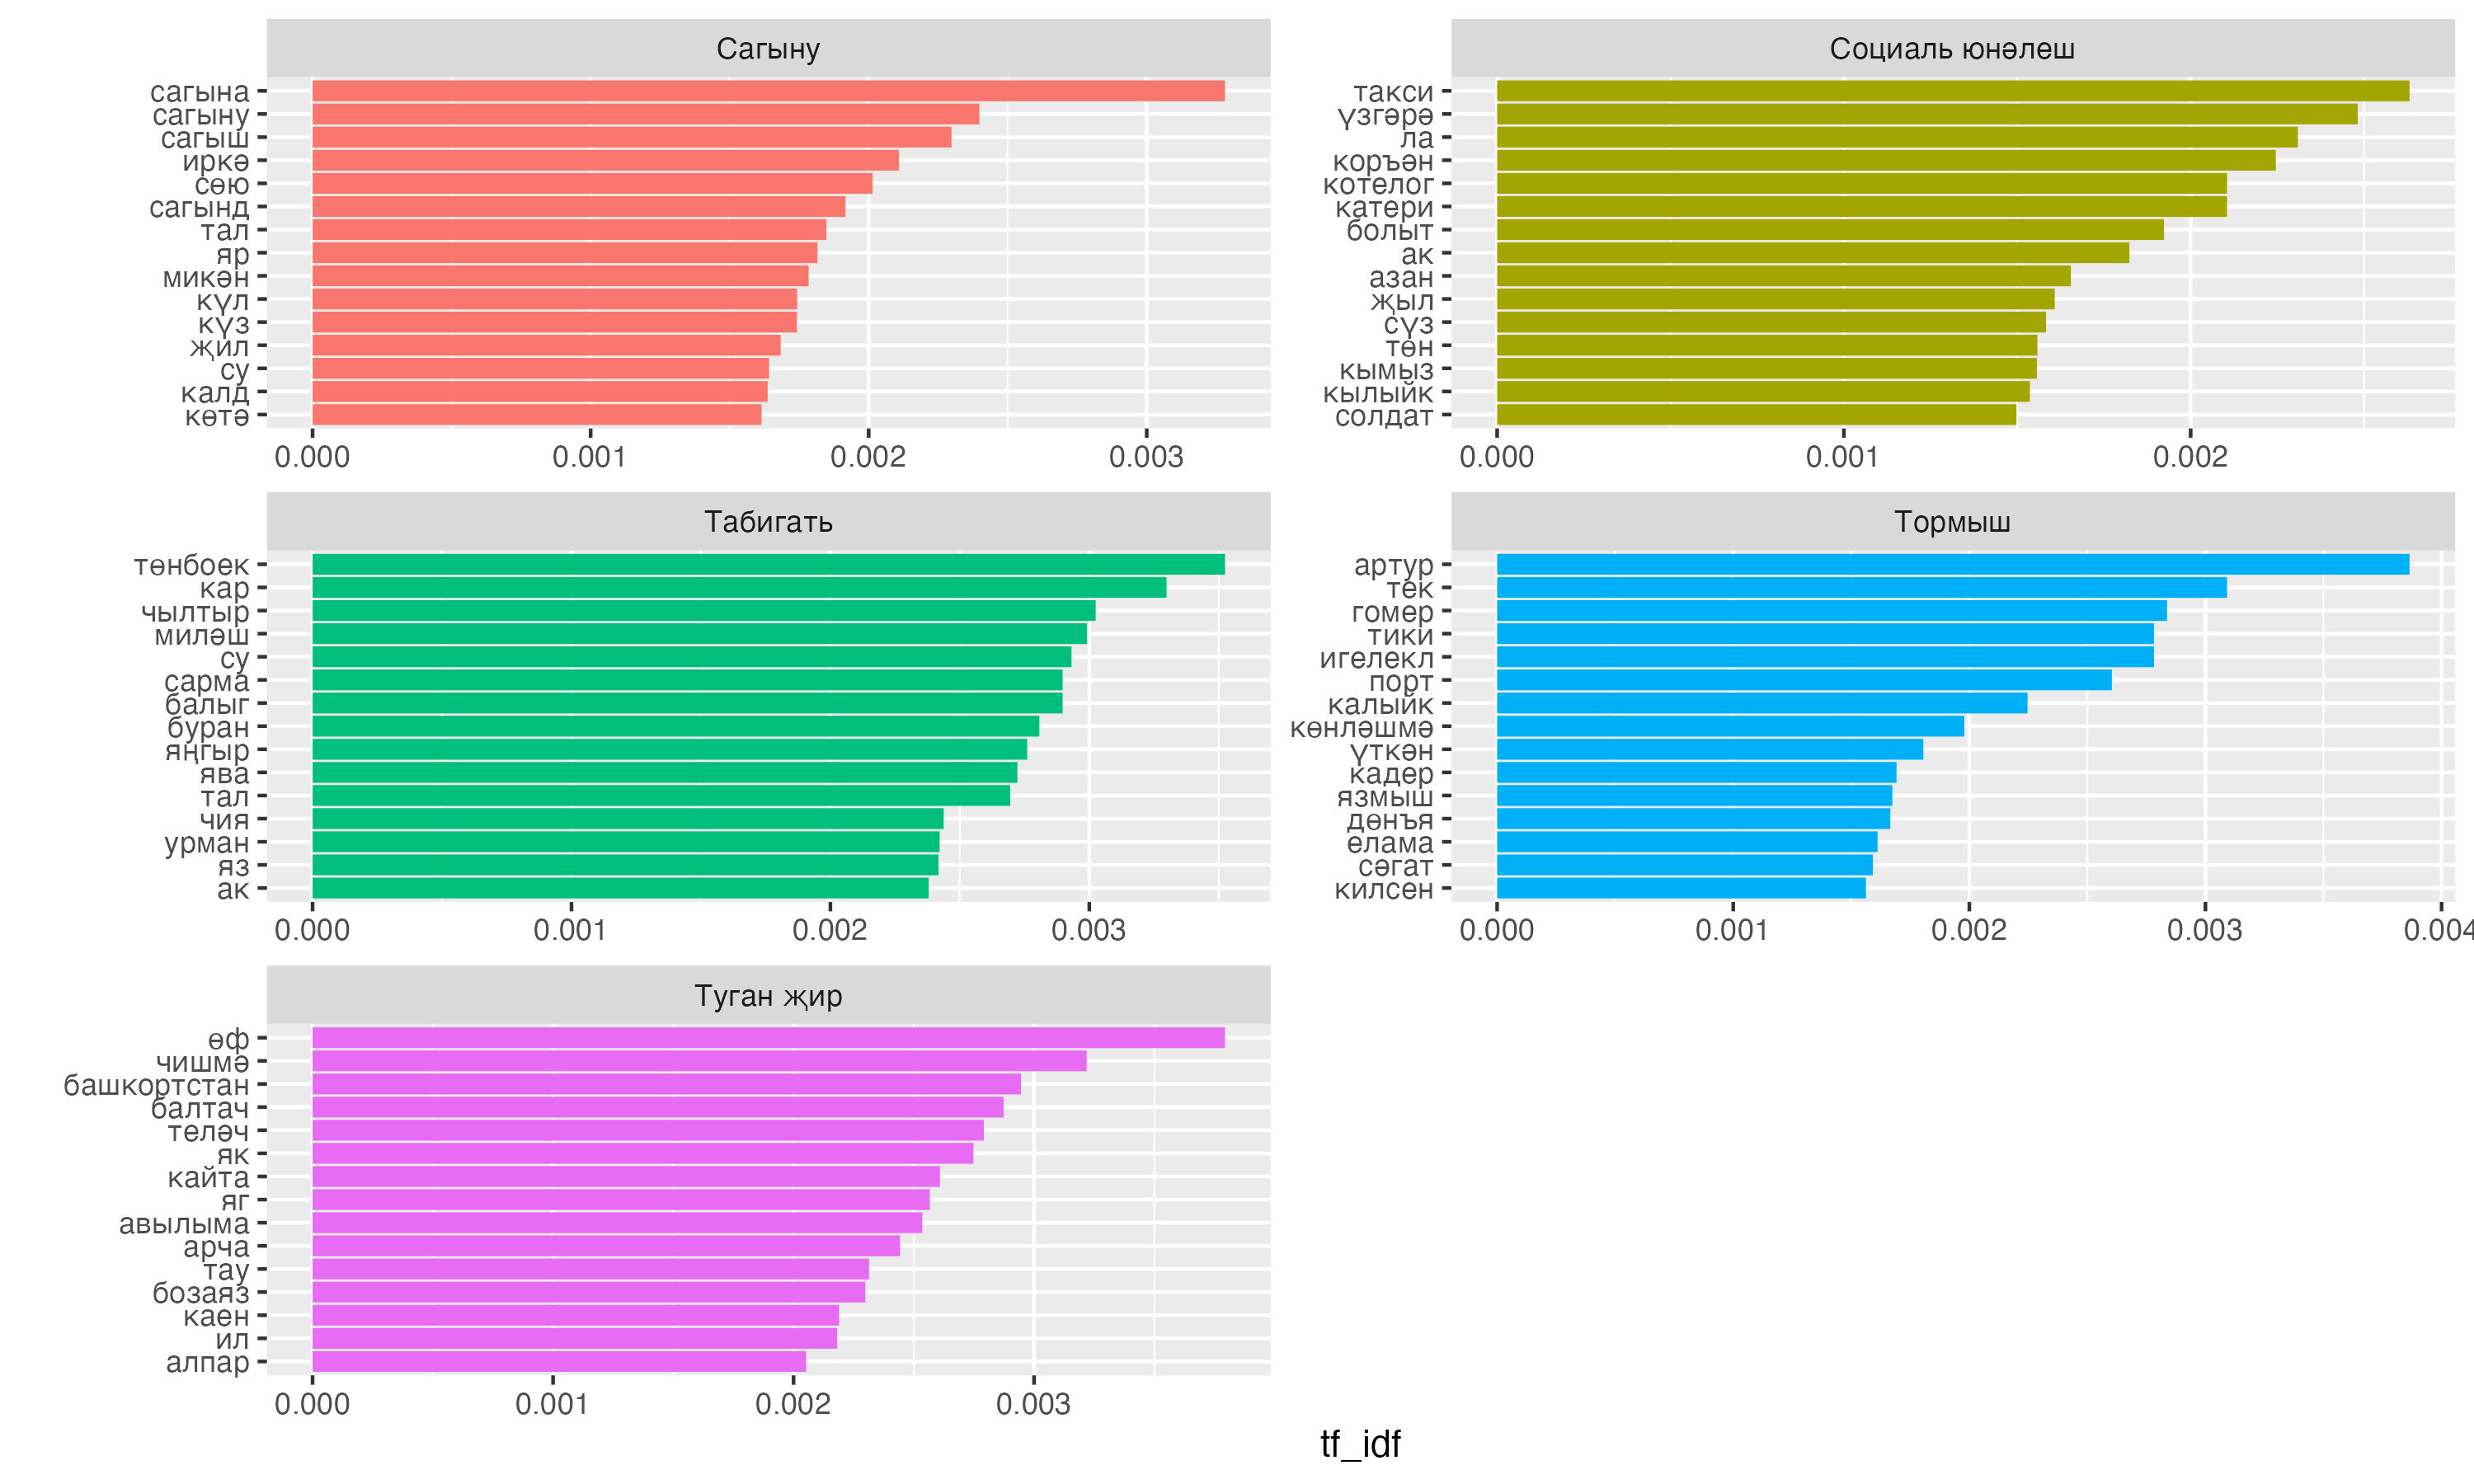 Сагыну
сагына
сагыну
сагыш
иркә
сөю
сагынд
тал
яр
микән
күл
күз
җил
су
калд
көтә
0.000 0.001 0.002 0.003
Социаль юнәлеш
такси
үзгәрә
ла
коръән
котелог
катери
болыт
ак
азан
җыл
сүз
төн
кымыз
кылыйк
солдат
0.000 0.001 0.002
Табигать
төнбоек
кар
чылтыр
миләш
су
сарма
балыг
буран
яңгыр
ява
тал
чия
урман
яз
ак
0.000 0.001 0.002 0.003
Тормыш
артур
тек
гомер
тики
игелекл
порт
калыйк
көнләшмә
үткән
кадер
язмыш
дөнъя
елама
сәгат
килсен
0.000 0.001 0.002 0.003 0.004
Туган җир
өф
чишмә
башкортстан
балтач
теләч
як
кайта
яг
авылыма
арча
тау
бозаяз
каен
ил
алпар
0.000 0.001 0.002 0.003
tf_idf